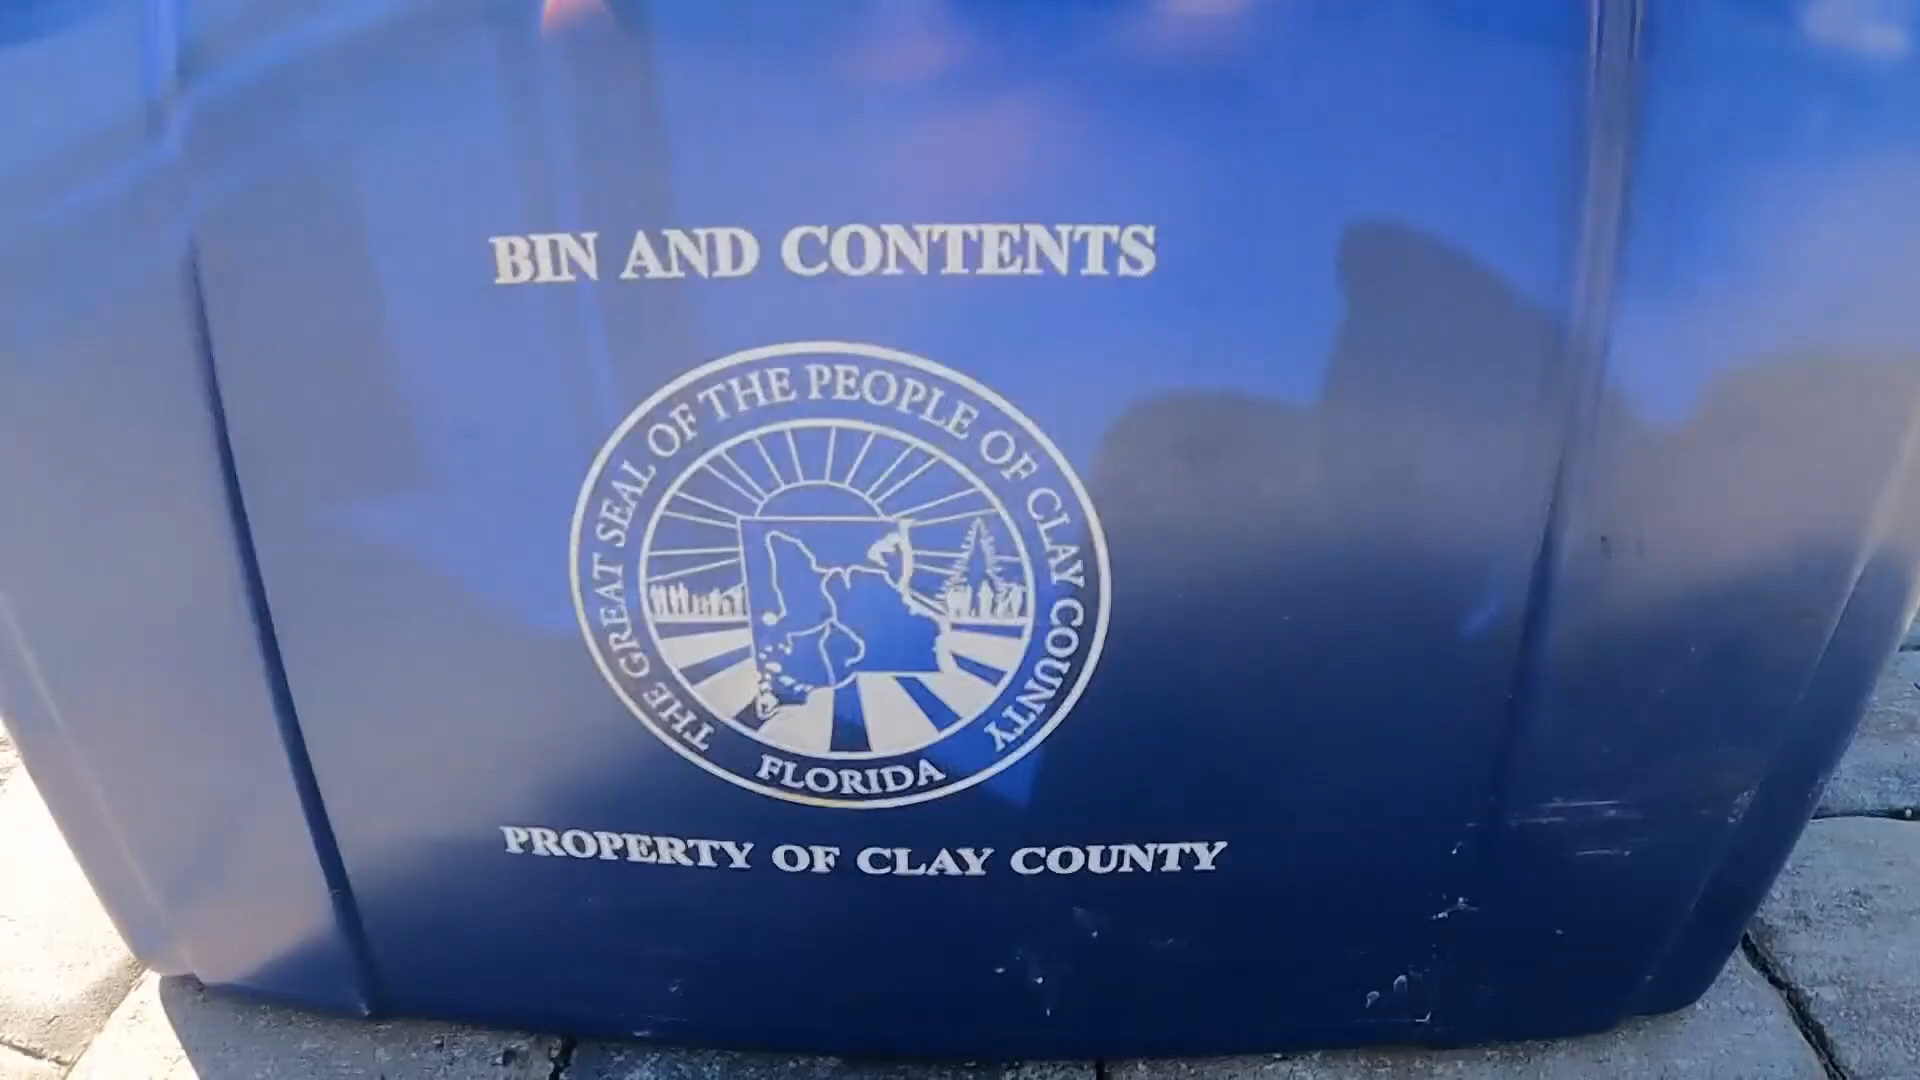 BIN AND CONTENTS
THE GREAT SEAL OF THE PEOPLE OF CLAY COUNTY
FLORIDA
PROPERTY OF CLAY COUNTY